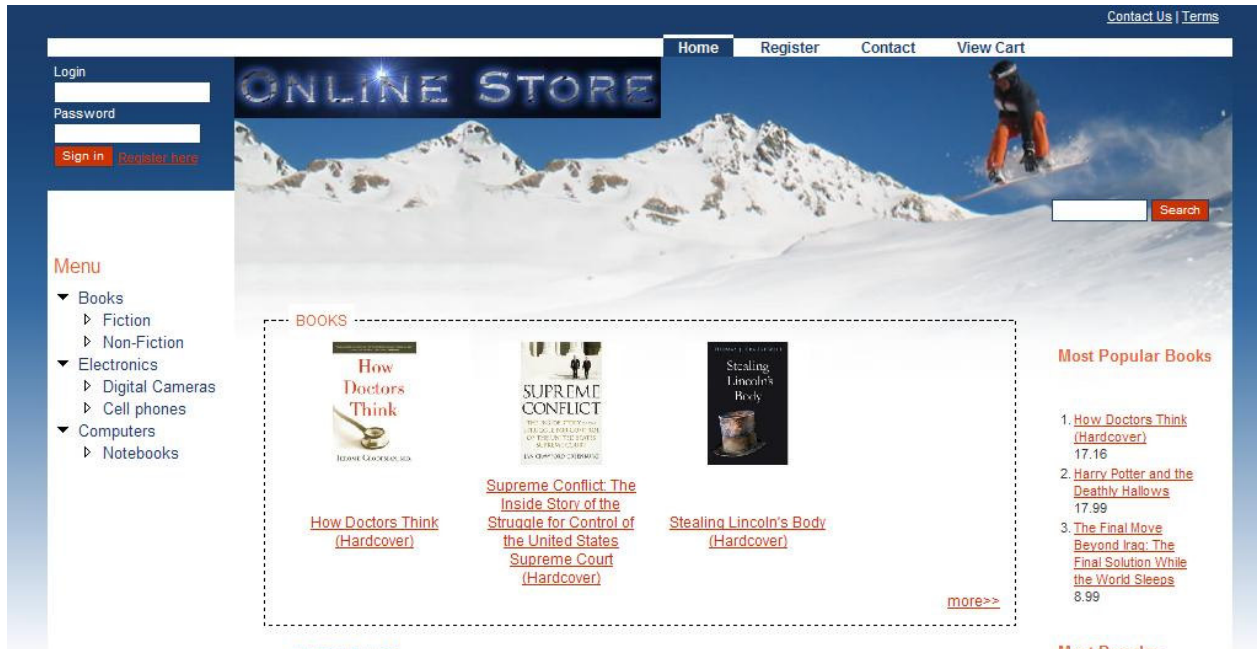 Contact Us | Terms
Home Register Contact View Cart
Login
Password
Sign in Register here
ONLINE STORE
Search
Menu
Books
Fiction
Non-Fiction
Electronics
Digital Cameras
Cell phones
Computers
Notebooks
BOOKS
How
Doctors
Think
SUPREME
CONFLICT
Stealing
Lincoln's
Body
How Doctors Think
(Hardcover)
Supreme Conflict: The
Inside Story of the
Struggle for Control of
the United States
Supreme Court
(Hardcover)
Stealing Lincoln's Body
(Hardcover)
more>>
Most Popular Books
1. How Doctors Think
(Hardcover)
17.16
2. Harry Potter and the
Deathly Hallows
17.99
3. The Final Move
Beyond Iraq: The
Final Solution While
the World Sleeps
8.99